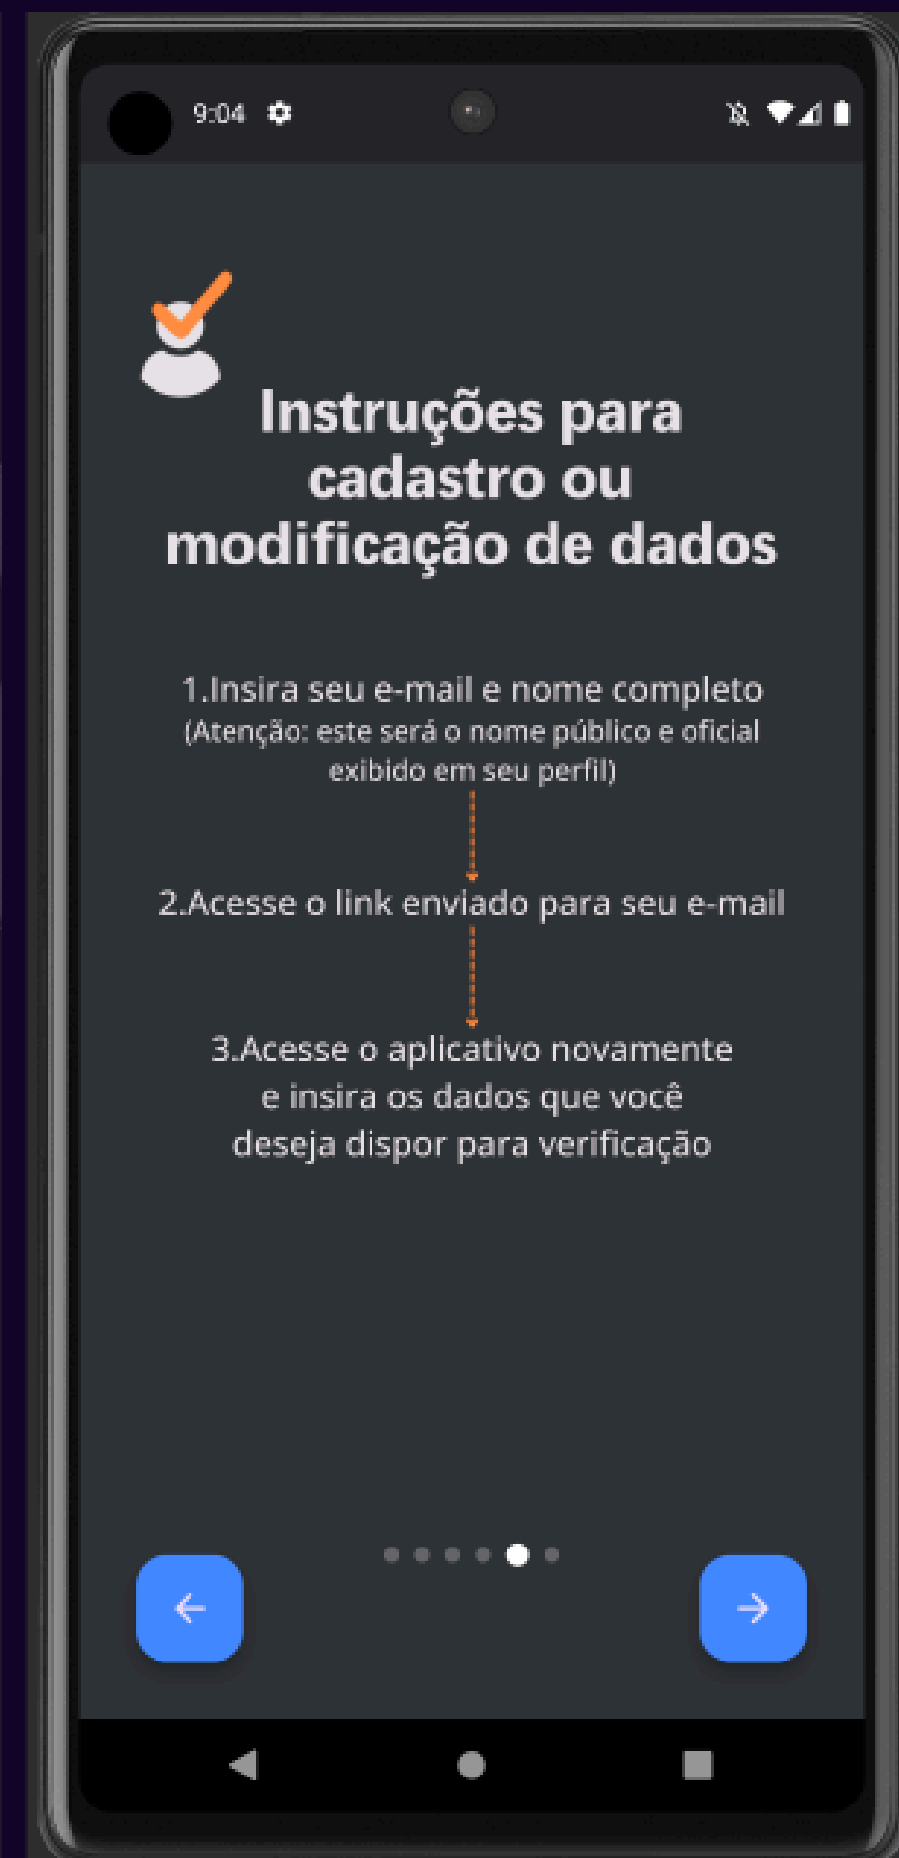 9:04
Instruções para
cadastro ou
modificação de dados
1.Insira seu e-mail e nome completo
(Atenção: este será o nome público e oficial
exibido em seu perfil)
2.Acesse o link enviado para seu e-mail
3.Acesse o aplicativo novamente
e insira os dados que você
deseja dispor para verificação